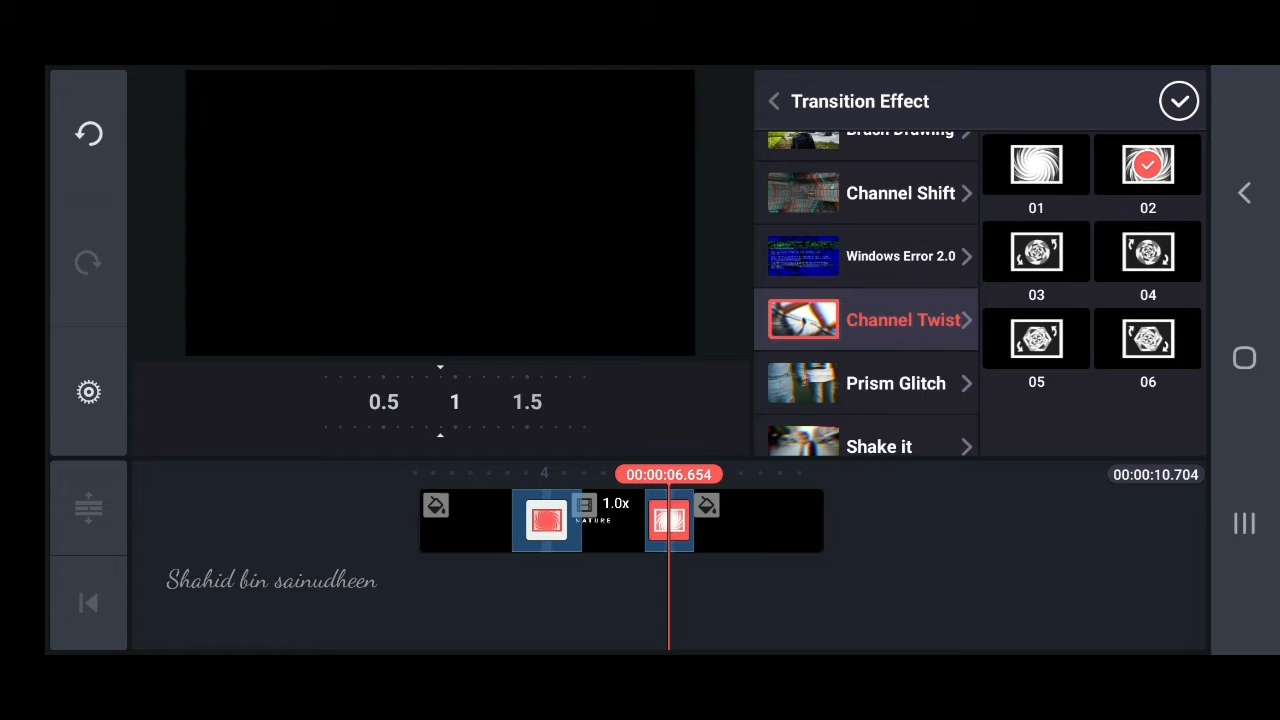 Transition Effect
Brush Drawing
Channel Shift
Windows Error 2.0
Channel Twist
Prism Glitch
Shake it
01
02
03
04
05
06
0.5
1
1.5
4
00:00:06.654
00:00:10.704
1.0x
NATURE
Shahid bin sainudheen